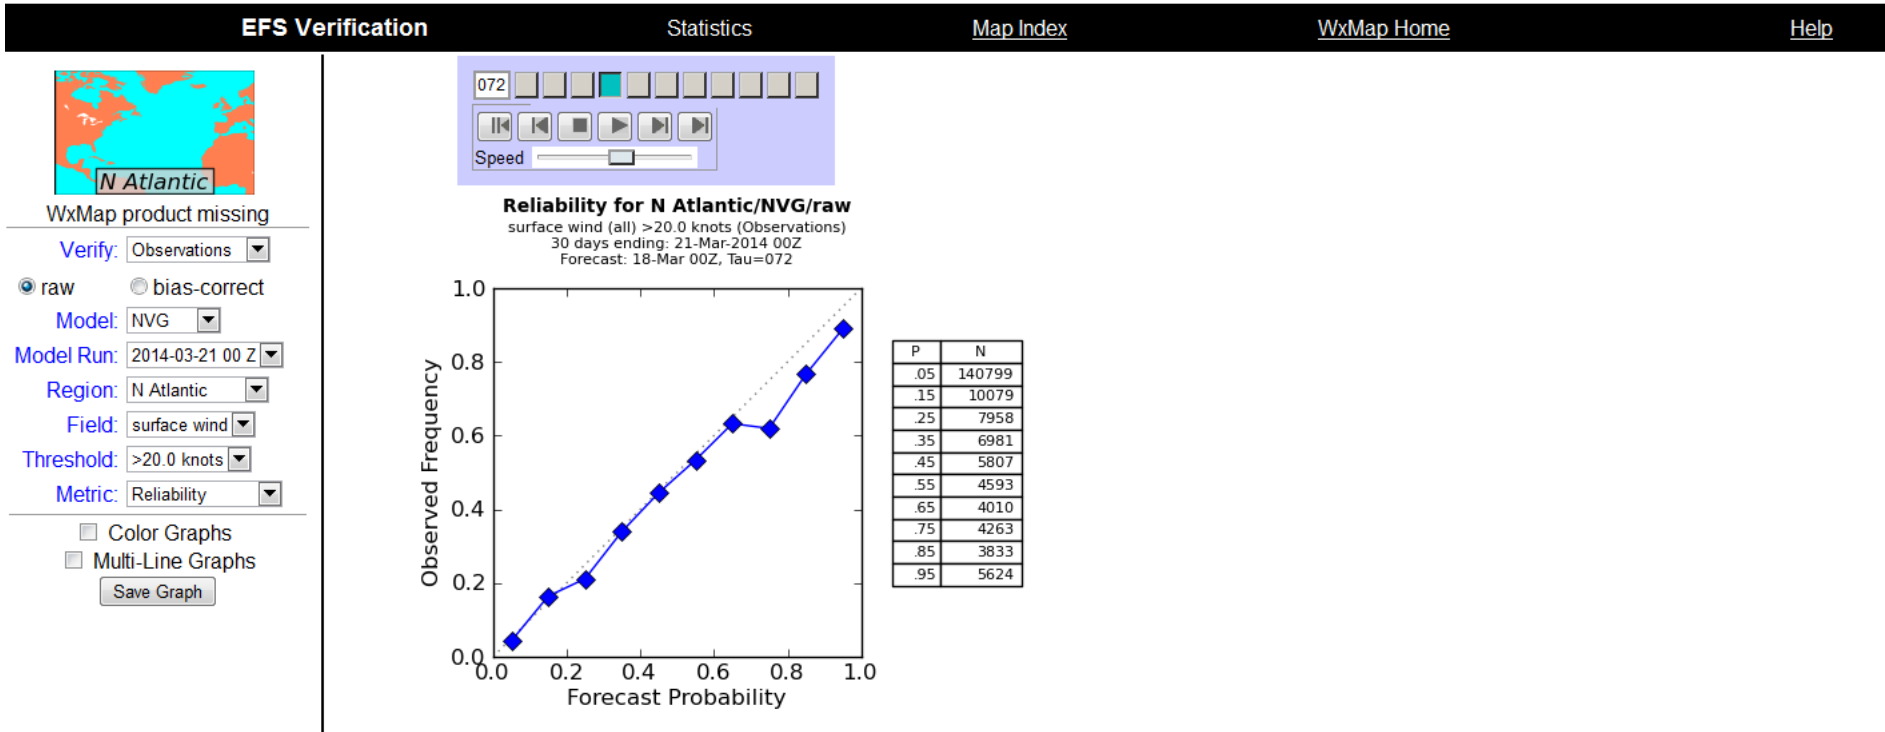 EFS Verification Statistics Map Index WxMap Home Help
N Atlantic
WxMap product missing
Verify: Observations
raw bias-correct
Model: NVG
Model Run: 2014-03-21 00 Z
Region: N Atlantic
Field: surface wind
Threshold: >20.0 knots
Metric: Reliability
Color Graphs
Multi-Line Graphs
Save Graph
072
Speed
Reliability for N Atlantic/NVG/raw
surface wind (all) >20.0 knots (Observations)
30 days ending: 21-Mar-2014 00Z
Forecast: 18-Mar 00Z, Tau=072
Observed Frequency
1.0
0.8
0.6
0.4
0.2
0.0
0.0 0.2 0.4 0.6 0.8 1.0
Forecast Probability
P N
.05 140799
.15 10079
.25 7958
.35 6981
.45 5807
.55 4593
.65 4010
.75 4263
.85 3833
.95 5624